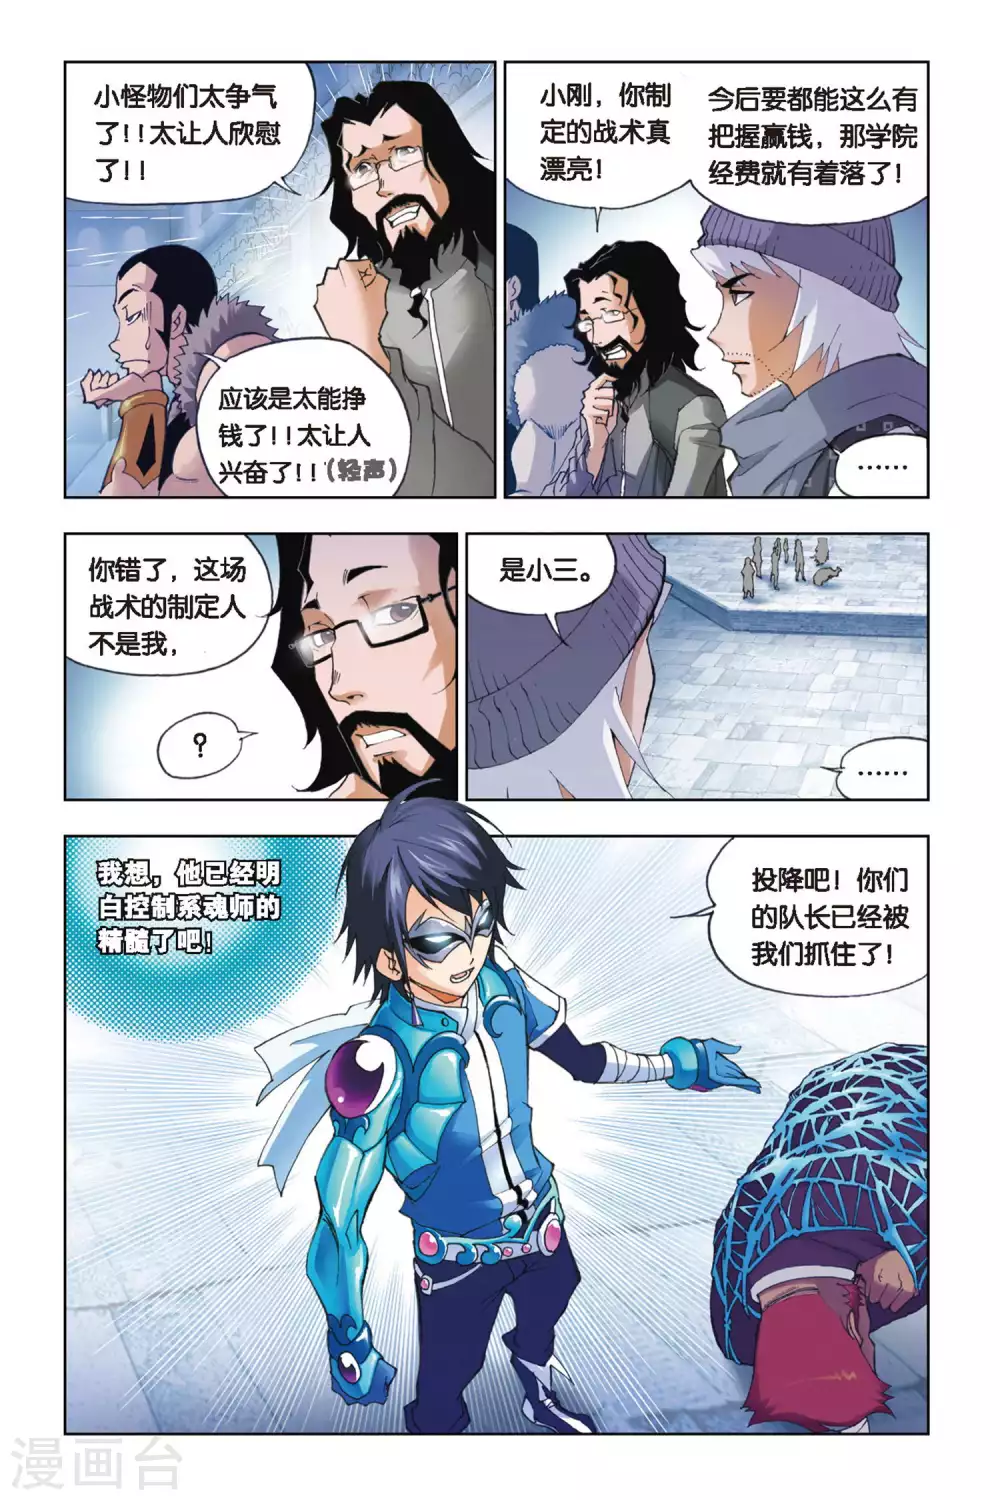 小怪物们太争气
了!!太让人欣慰
了!!
应该是太能挣
钱了!!太让人
兴奋了!!(轻声)
小刚，你制
定的战术真
漂亮!
今后要都能这么有
把握赢钱，那学院
经费就有着落了!
……
你错了，这场
战术的制定人
不是我，
?
是小三。
……
我想，他已经明
白控制系魂师的
精髓了吧!
投降吧!你们
的队长已经被
我们抓住了!
漫画台